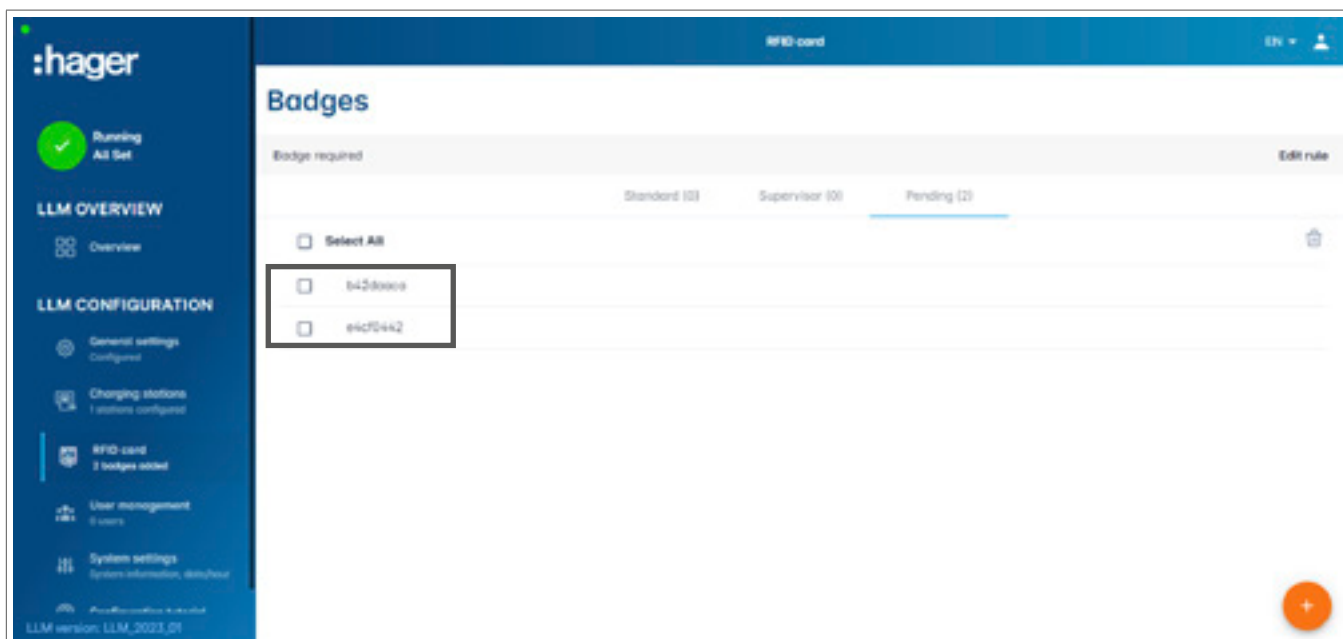 :hager
RFID card
EN
Badges
Running
All Set
Badge required
Edit rule
LLM OVERVIEW
Standard (0)
Supervisor (0)
Pending (2)
Overview
Select All
LLM CONFIGURATION
e4cf0442
General settings
Configured
Charging stations
1 stations configured
RFID card
2 badges added
User management
0 users
System settings
System information, date/hour
Configuration tutorial
LLM version: LLM_2023_01